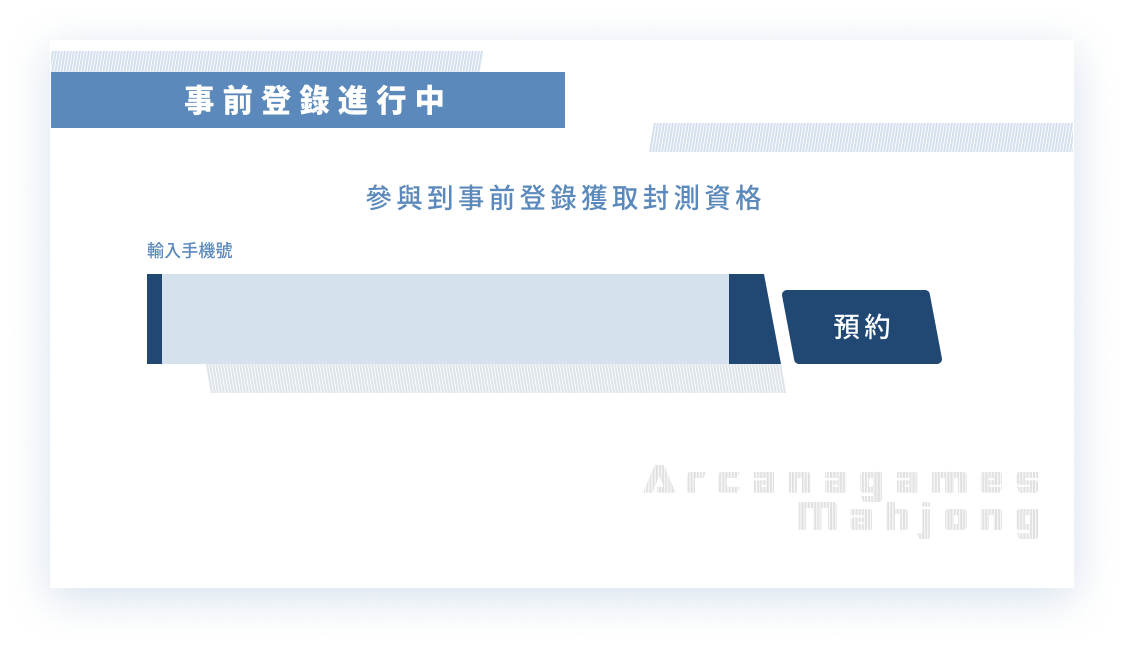 事前登錄進行中
參與到事前登錄獲取封測資格
輸入手機號
預約
Arcanagames
Mahjong